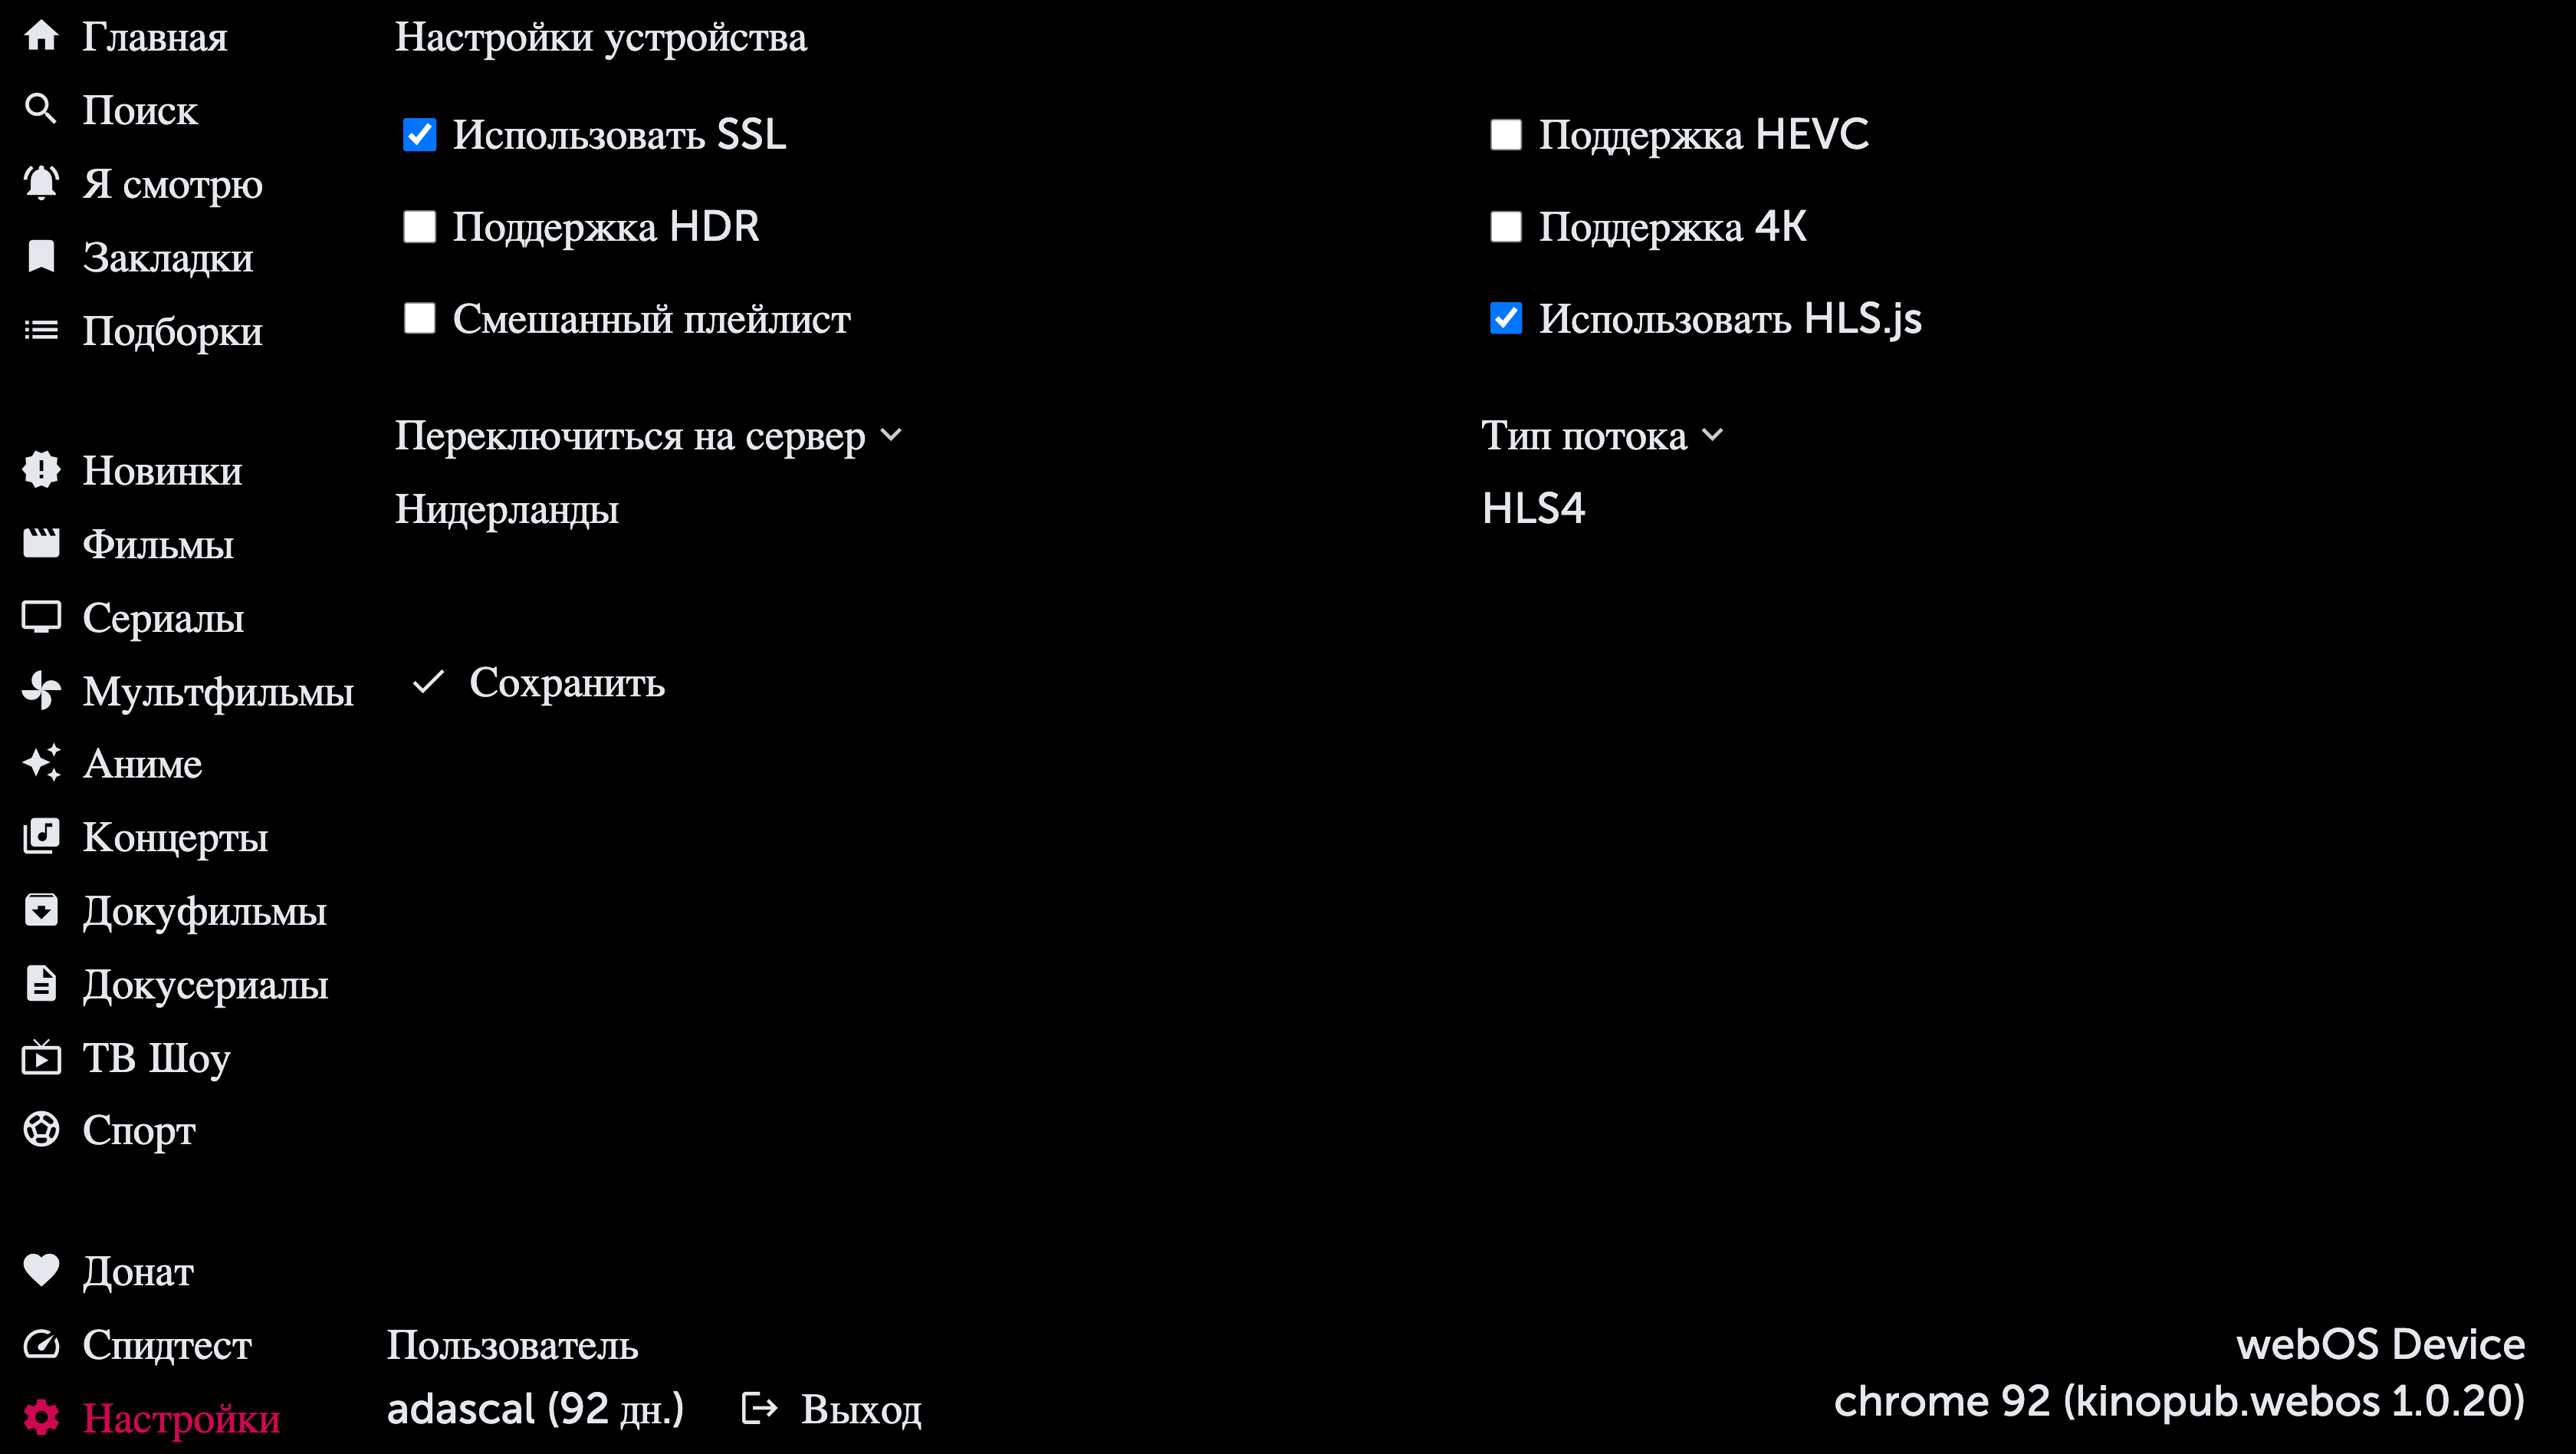 Главная
Поиск
Я смотрю
Закладки
Подборки
Новинки
Фильмы
Сериалы
Мультфильмы
Аниме
Концерты
Докуфильмы
Докусериалы
ТВ Шоу
Спорт
Донат
Спидтест
Настройки
Настройки устройства
Использовать SSL
Поддержка HEVC
Поддержка HDR
Поддержка 4K
Смешанный плейлист
Использовать HLS.js
Переключиться на сервер
Нидерланды
Тип потока
HLS4
Сохранить
Пользователь
adascal (92 дн.)
Выход
webOS Device
chrome 92 (kinopub.webos 1.0.20)